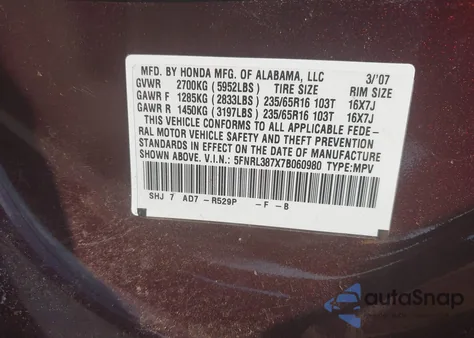 MFD. BY HONDA MFG. OF ALABAMA, LLC 3/'07
GVWR 2700KG (5952LBS) TIRE SIZE RIM SIZE
GAWR F 1285KG (2833LBS) 235/65R16 103T 16X7J
GAWR R 1450KG (3197LBS) 235/65R16 103T 16X7J
THIS VEHICLE CONFORMS TO ALL APPLICABLE FEDE-
RAL MOTOR VEHICLE SAFETY AND THEFT PREVENTION
STANDARDS IN EFFECT ON THE DATE OF MANUFACTURE
SHOWN ABOVE. V.I.N.: 5FNRL387X7B060980 TYPE:MPV
SHJ 7 AD7 -R529P -F -8
autoSnap